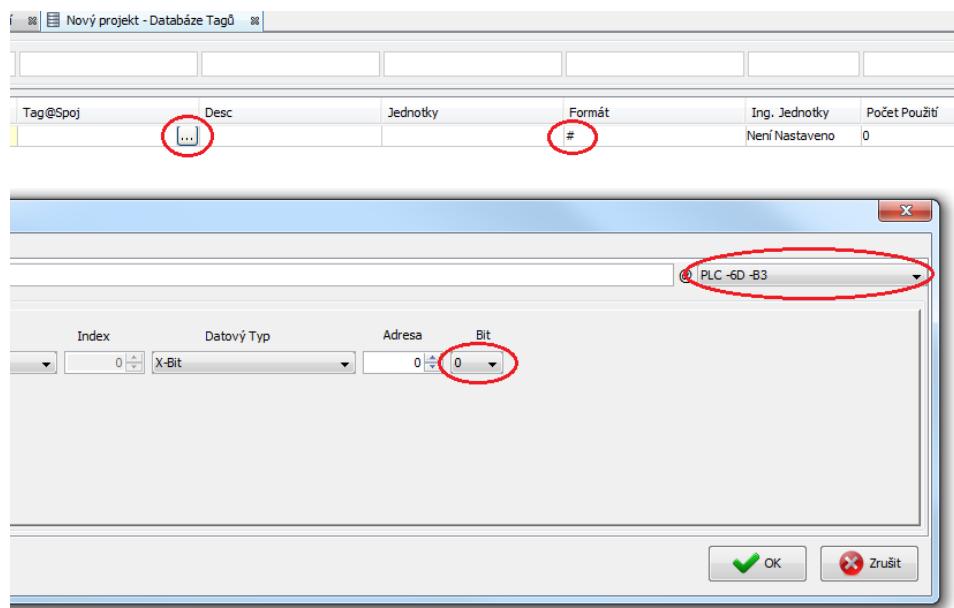 Nový projekt - Databáze Tagů
Tag@Spoj Desc Jednotky Formát Ing. Jednotky Počet Použití
... # Není Nastaveno 0
@ PLC -6D -B3
Index Datový Typ Adresa Bit
0 X-Bit 0 0
OK Zrušit